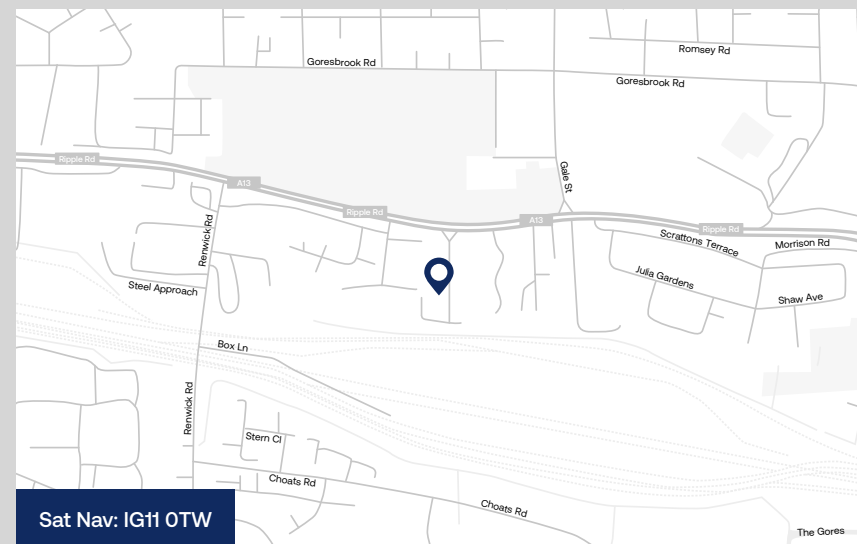 Romsey Rd
Goresbrook Rd
Goresbrook Rd
Ripple Rd
A13
Gale St
Ripple Rd
A13
Ripple Rd
Renwick Rd
Scrattons Terrace
Morrison Rd
Julia Gardens
Steel Approach
Shaw Ave
Box Ln
Renwick Rd
Stern Cl
Choats Rd
Choats Rd
Sat Nav: IG11 0TW
The Gores